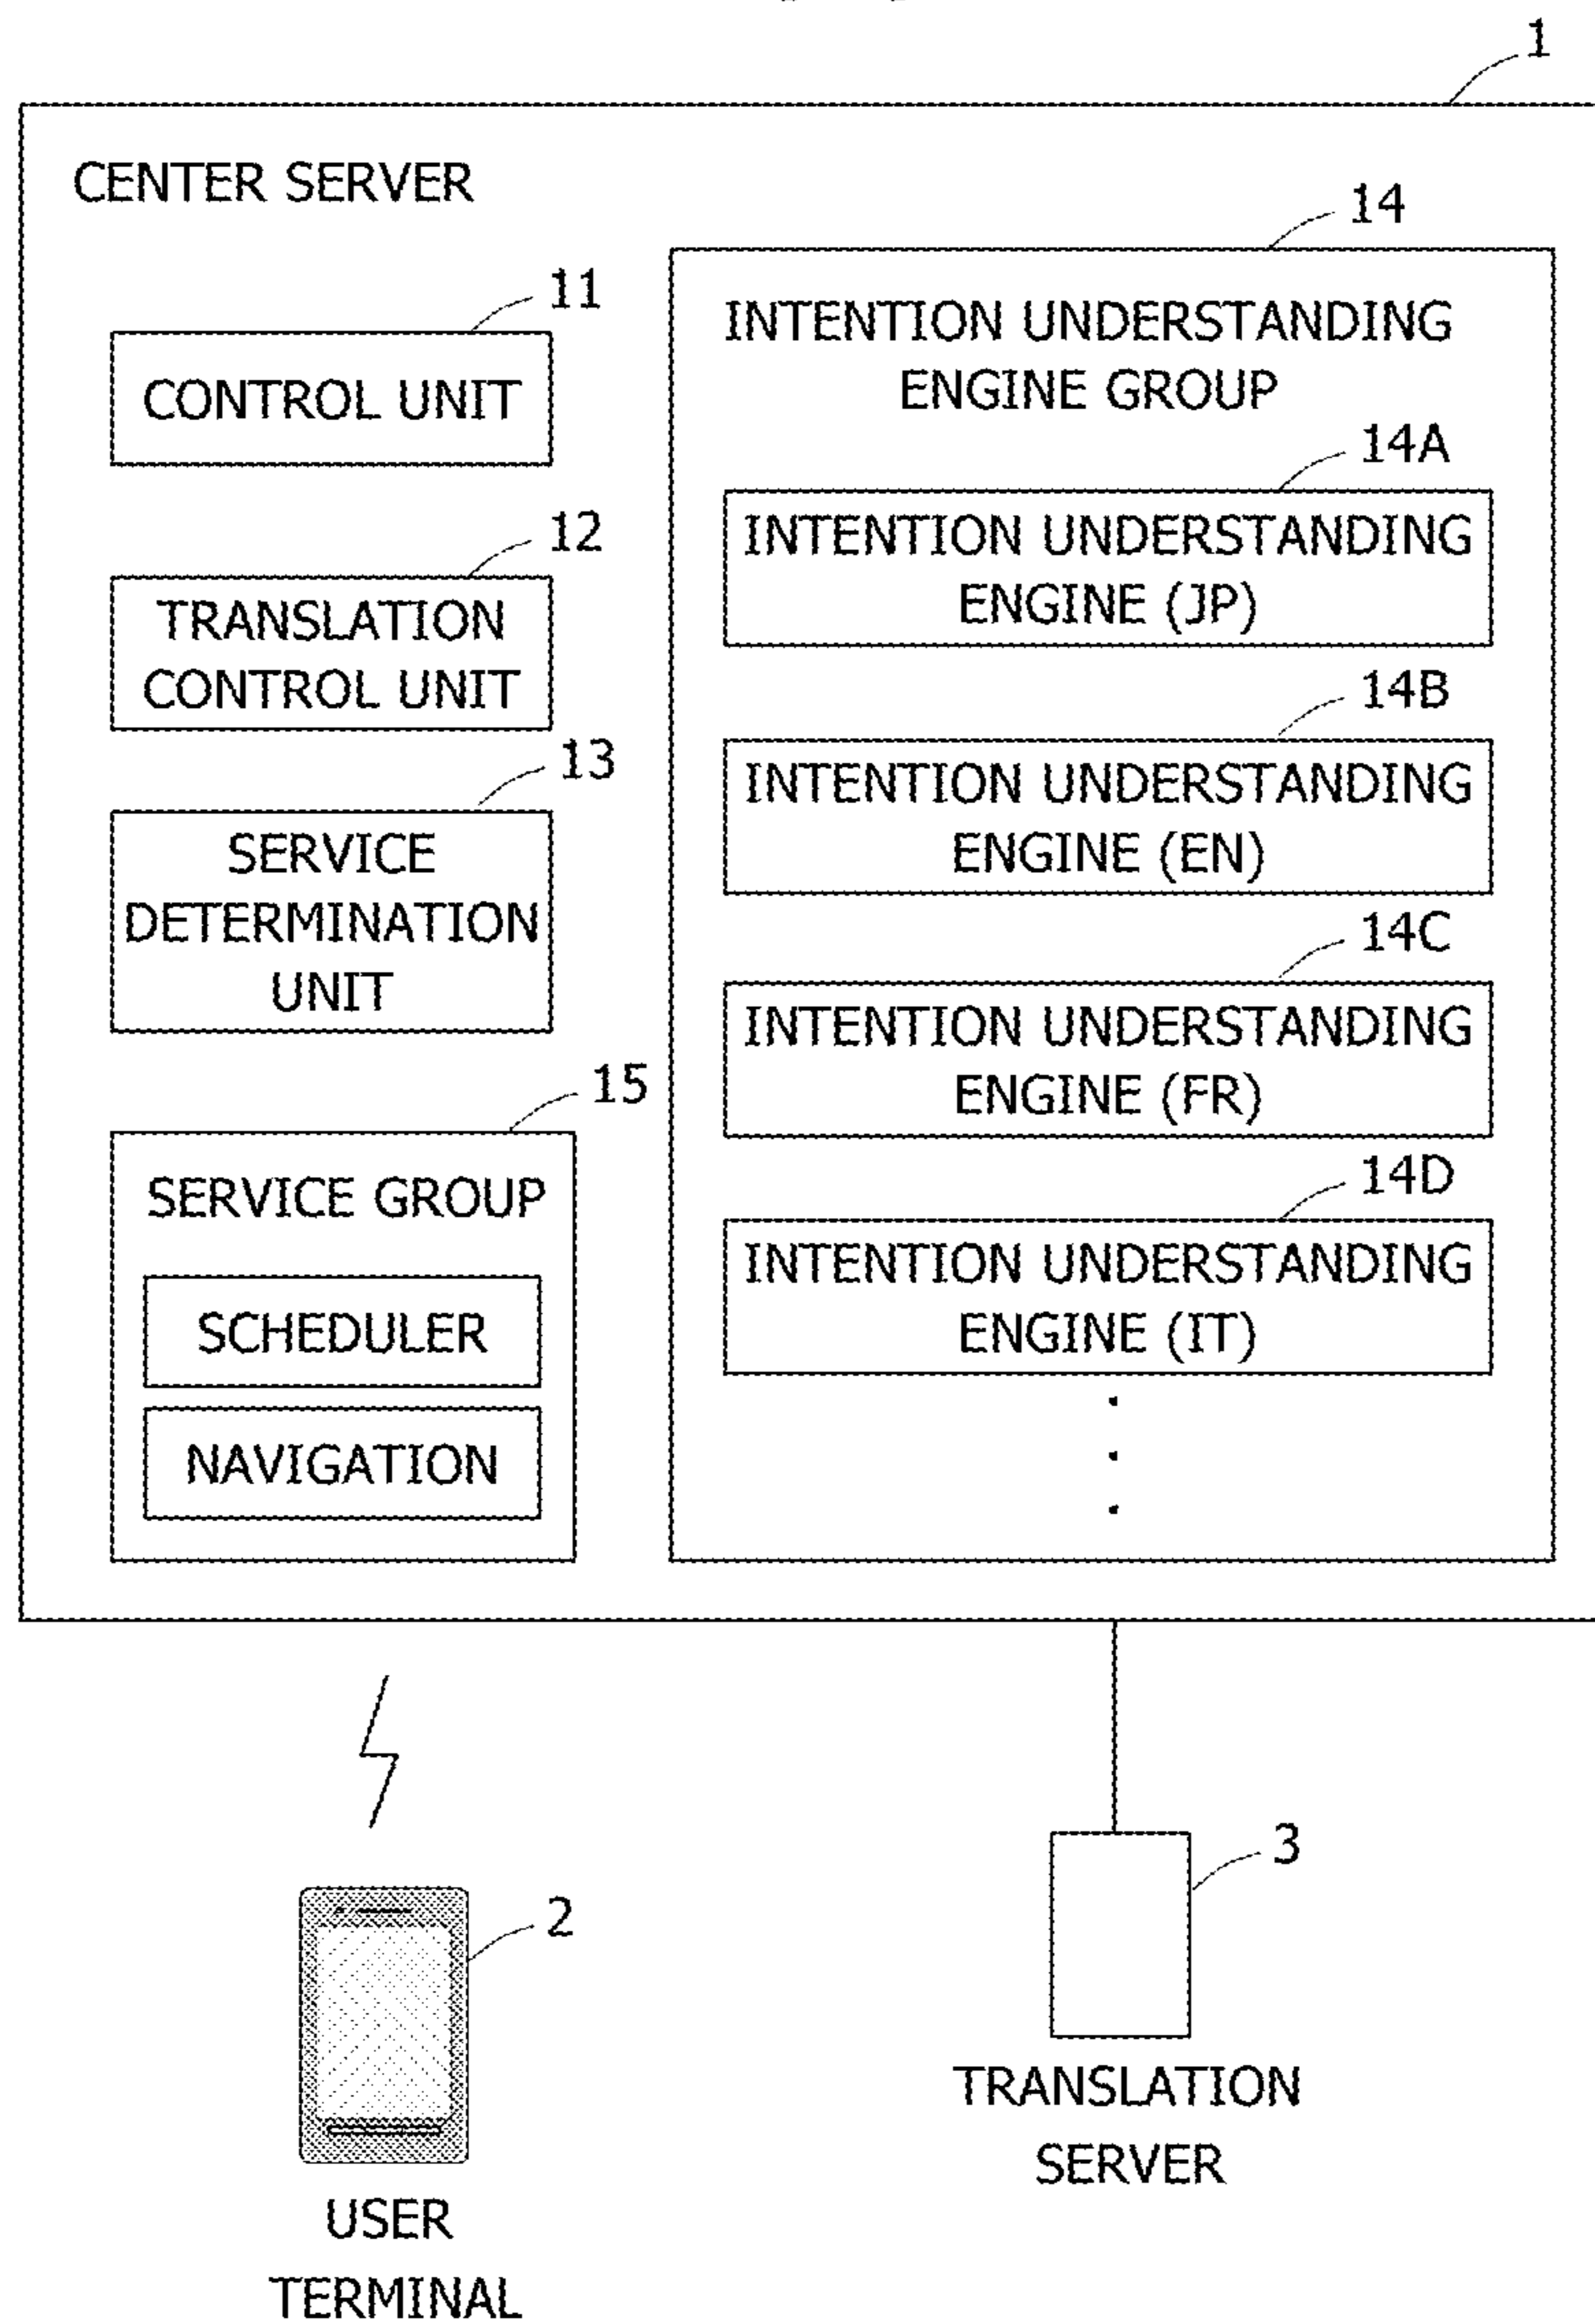 1
CENTER SERVER
11
CONTROL UNIT
12
TRANSLATION
CONTROL UNIT
13
SERVICE
DETERMINATION
UNIT
15
SERVICE GROUP
SCHEDULER
NAVIGATION
14
INTENTION UNDERSTANDING
ENGINE GROUP
14A
INTENTION UNDERSTANDING
ENGINE (JP)
14B
INTENTION UNDERSTANDING
ENGINE (EN)
14C
INTENTION UNDERSTANDING
ENGINE (FR)
14D
INTENTION UNDERSTANDING
ENGINE (IT)
2
USER
TERMINAL
3
TRANSLATION
SERVER